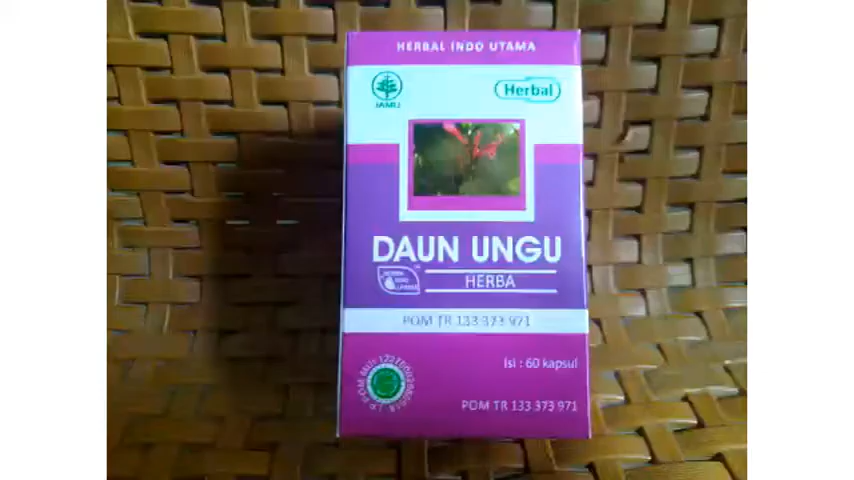 HERBAL INDO UTAMA
JAMU
Herbal
DAUN UNGU
HERBA
POM TR 133 373 971
Isi : 60 kapsul
POM TR 133 373 971